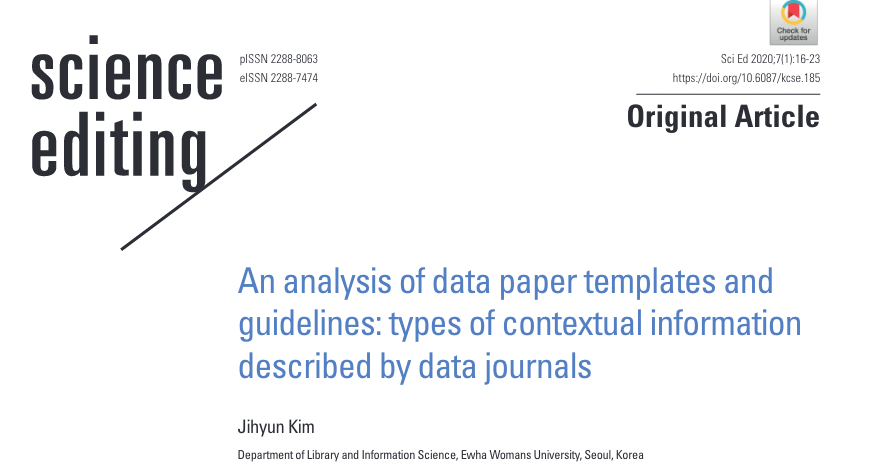 Check for
updates
science
editing
pISSN 2288-8063
eISSN 2288-7474
Sci Ed 2020;7(1):16-23
https://doi.org/10.6087/kcse.185
Original Article
An analysis of data paper templates and
guidelines: types of contextual information
described by data journals
Jihyun Kim
Department of Library and Information Science, Ewha Womans University, Seoul, Korea